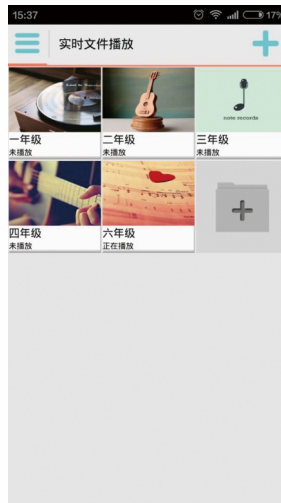 15:37
17%
实时文件播放
note records
一年级
未播放
二年级
未播放
三年级
未播放
四年级
未播放
六年级
正在播放